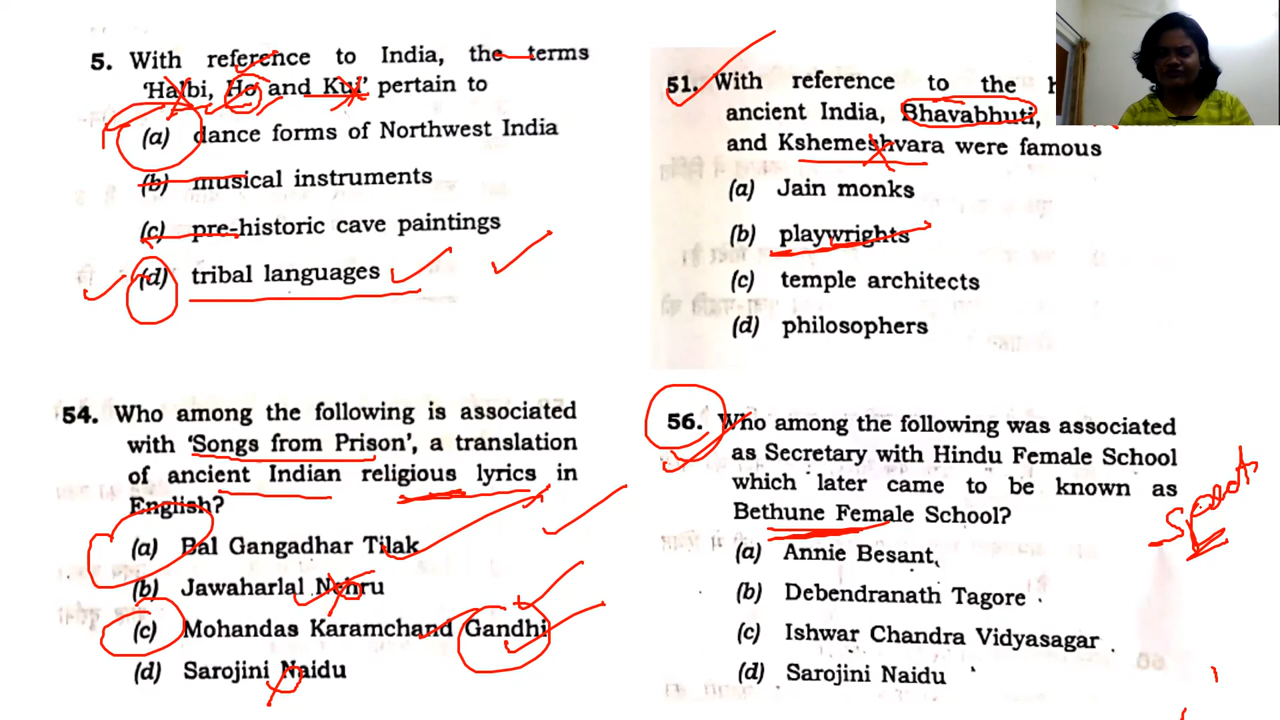 5. With reference to India, the terms
'Halbi, Ho and Kui' pertain to
(a) dance forms of Northwest India
(b) musical instruments
(c) pre-historic cave paintings
(d) tribal languages
51. With reference to the
ancient India, Bhavabhuti,
and Kshemeshvara were famous
(a) Jain monks
(b) playwrights
(c) temple architects
(d) philosophers
54. Who among the following is associated
with 'Songs from Prison', a translation
of ancient Indian religious lyrics in
English?
(a) Bal Gangadhar Tilak
(b) Jawaharlal Nehru
(c) Mohandas Karamchand Gandhi
(d) Sarojini Naidu
56. Who among the following was associated
as Secretary with Hindu Female School
which later came to be known as
Bethune Female School?
(a) Annie Besant
(b) Debendranath Tagore
(c) Ishwar Chandra Vidyasagar
(d) Sarojini Naidu